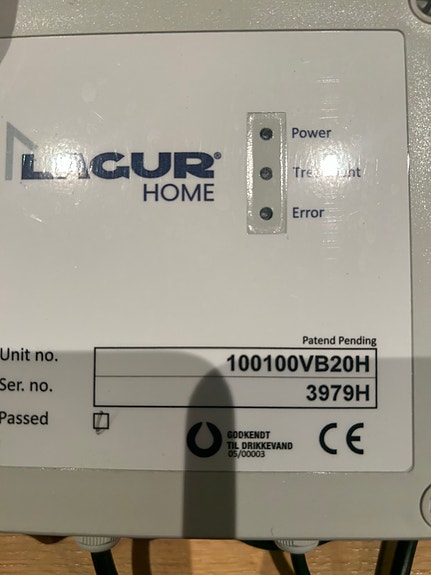 LAGUR®
HOME
Power
Treatment
Error
Patend Pending
Unit no. 100100VB20H
Ser. no. 3979H
Passed
GODKENDT
TIL DRIKKEVAND
05/00003
CE